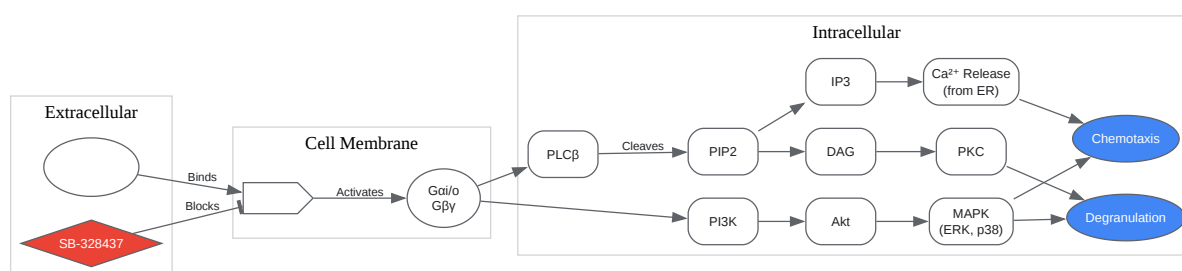 Extracellular
Binds
Blocks
SB-328437
Cell Membrane
Activates
Gαi/o
Gβγ
Intracellular
PLCβ
Cleaves
PIP2
IP3
Ca²⁺ Release
(from ER)
DAG
PKC
PI3K
Akt
MAPK
(ERK, p38)
Chemotaxis
Degranulation